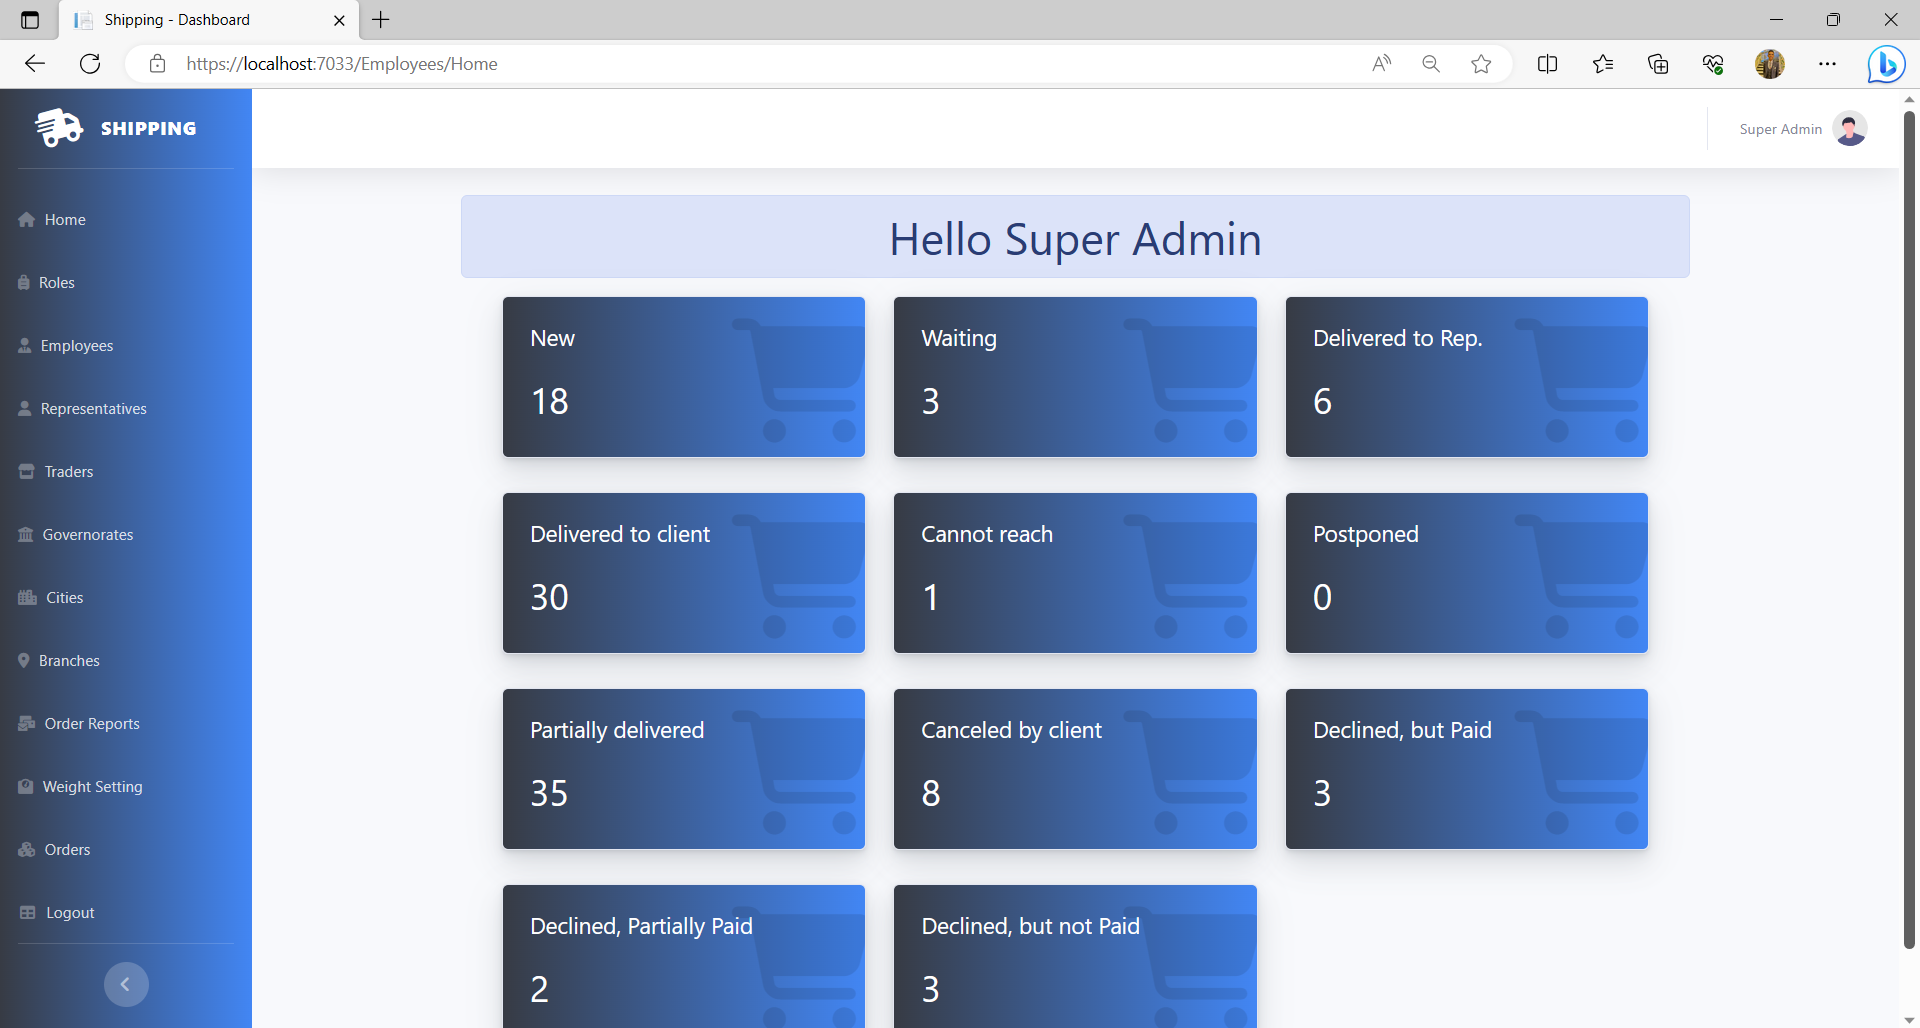 Shipping - Dashboard
https://localhost:7033/Employees/Home
SHIPPING
Super Admin
Home
Roles
Employees
Representatives
Traders
Governorates
Cities
Branches
Order Reports
Weight Setting
Orders
Logout
Hello Super Admin
New
18
Waiting
3
Delivered to Rep.
6
Delivered to client
30
Cannot reach
1
Postponed
0
Partially delivered
35
Canceled by client
8
Declined, but Paid
3
Declined, Partially Paid
2
Declined, but not Paid
3